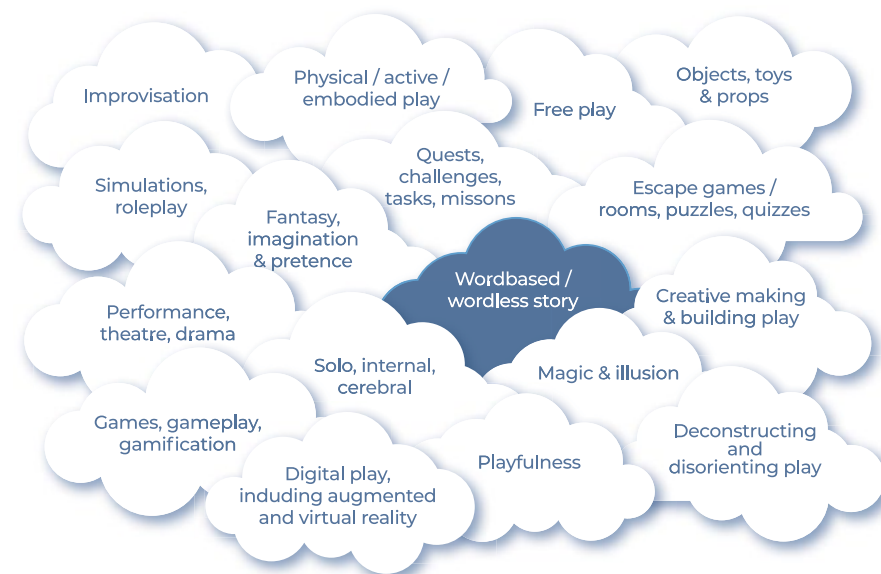 Improvisation
Physical / active /
embodied play
Free play
Objects, toys
& props
Simulations,
roleplay
Quests,
challenges,
tasks, missons
Escape games /
rooms, puzzles, quizzes
Fantasy,
imagination
& pretence
Wordbased /
wordless story
Creative making
& building play
Performance,
theatre, drama
Solo, internal,
cerebral
Magic & illusion
Games, gameplay,
gamification
Digital play,
including augmented
and virtual reality
Playfulness
Deconstructing
and
disorienting play